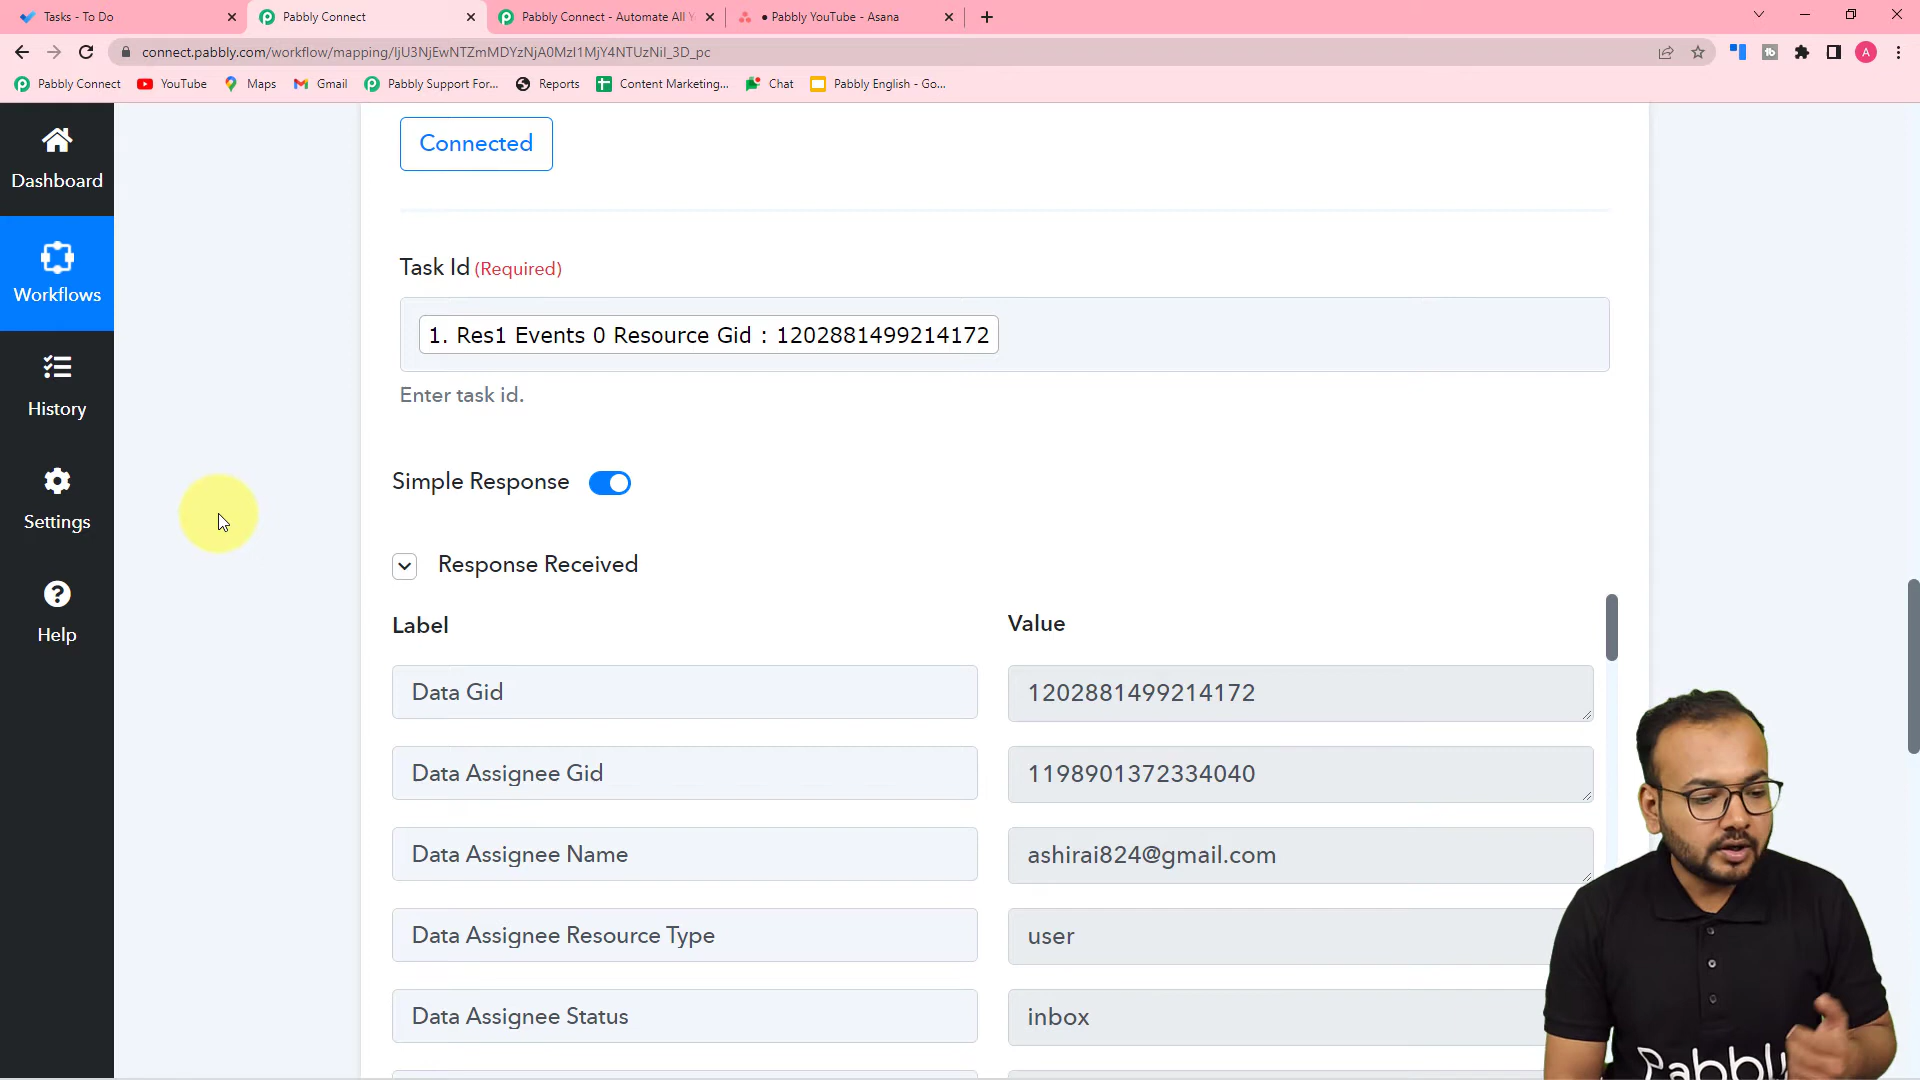 Tasks - To Do
Pabbly Connect
Pabbly Connect - Automate All Y
• Pabbly YouTube - Asana
connect.pabbly.com/workflow/mapping/IjU3NjEwNTZmMDYzNjA0MzI1MjY4NTUzNiI_3D_pc
A
Pabbly Connect
YouTube
Maps
Gmail
Pabbly Support For...
Reports
Content Marketing...
Chat
Pabbly English - Go...
Dashboard
Workflows
History
Settings
Help
Connected
Task Id (Required)
1. Res1 Events 0 Resource Gid : 1202881499214172
Enter task id.
Simple Response
Response Received
Label Value
Data Gid 1202881499214172
Data Assignee Gid 1198901372334040
Data Assignee Name ashirai824@gmail.com
Data Assignee Resource Type user
Data Assignee Status inbox
Pabbly